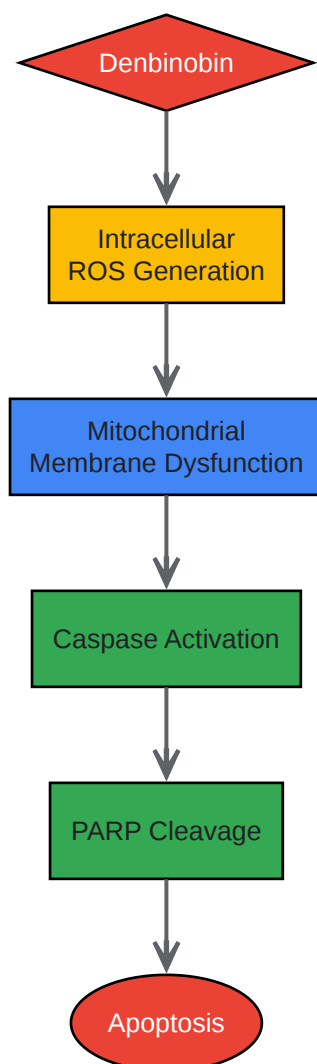 Denbinobin
Intracellular
ROS Generation
Mitochondrial
Membrane Dysfunction
Caspase Activation
PARP Cleavage
Apoptosis